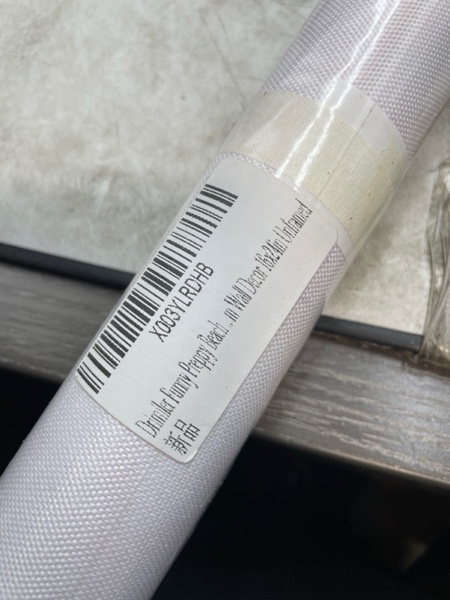 X003YLRDHB
Funny Preppy Beach ...m Wall Decor 16x24in Unframed
新品